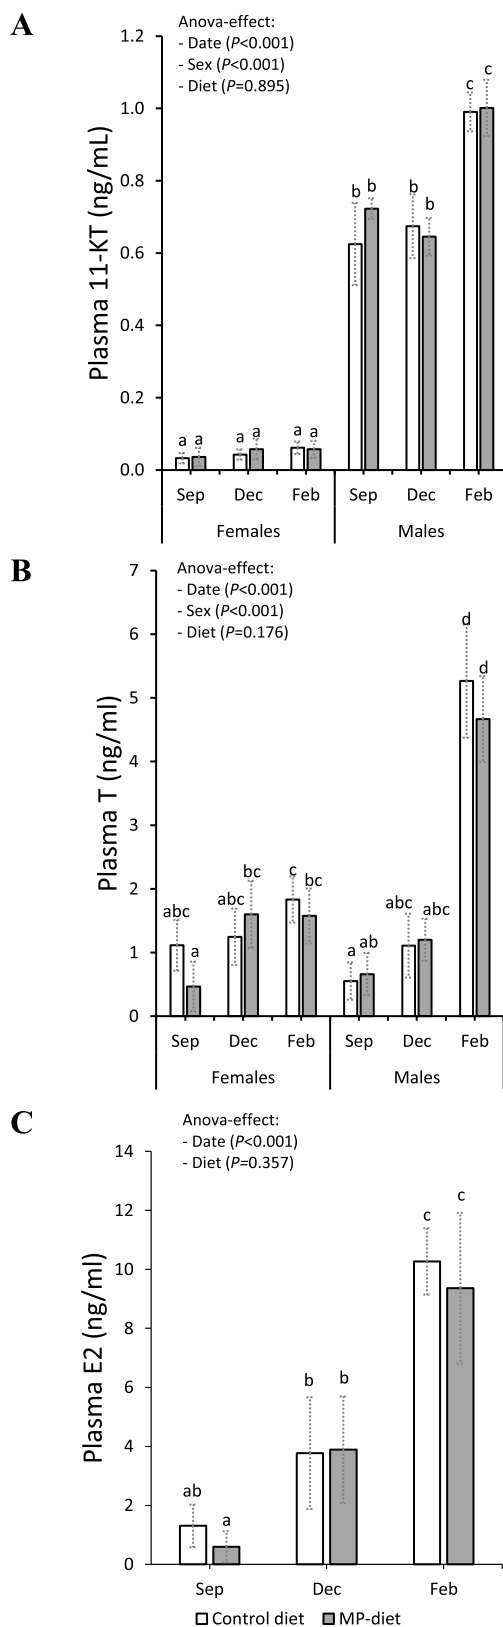 A
Anova-effect:
- Date (P<0.001)
- Sex (P<0.001)
- Diet (P=0.895)
Plasma 11-KT (ng/mL)
1.2
1.0
0.8
0.6
0.4
0.2
0.0
a a a a a a b b b b c c
Sep Dec Feb Sep Dec Feb
Females Males
B
Anova-effect:
- Date (P<0.001)
- Sex (P<0.001)
- Diet (P=0.176)
Plasma T (ng/ml)
7
6
5
4
3
2
1
0
abc a abc bc c bc a ab abc abc d d
Sep Dec Feb Sep Dec Feb
Females Males
C
Anova-effect:
- Date (P<0.001)
- Diet (P=0.357)
Plasma E2 (ng/ml)
14
12
10
8
6
4
2
0
ab a b b c c
Sep Dec Feb
Control diet MP-diet